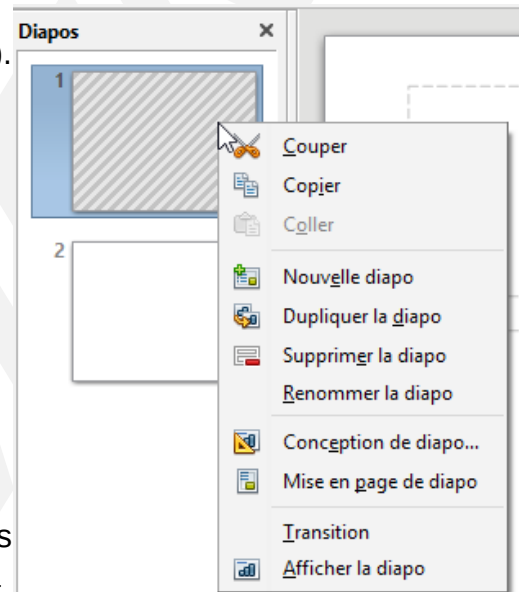 Diapos
).
1
Couper
Copier
Coller
2
Nouvelle diapo
Dupliquer la diapo
Supprimer la diapo
Renommer la diapo
Conception de diapo...
Mise en page de diapo
s
Transition
Afficher la diapo